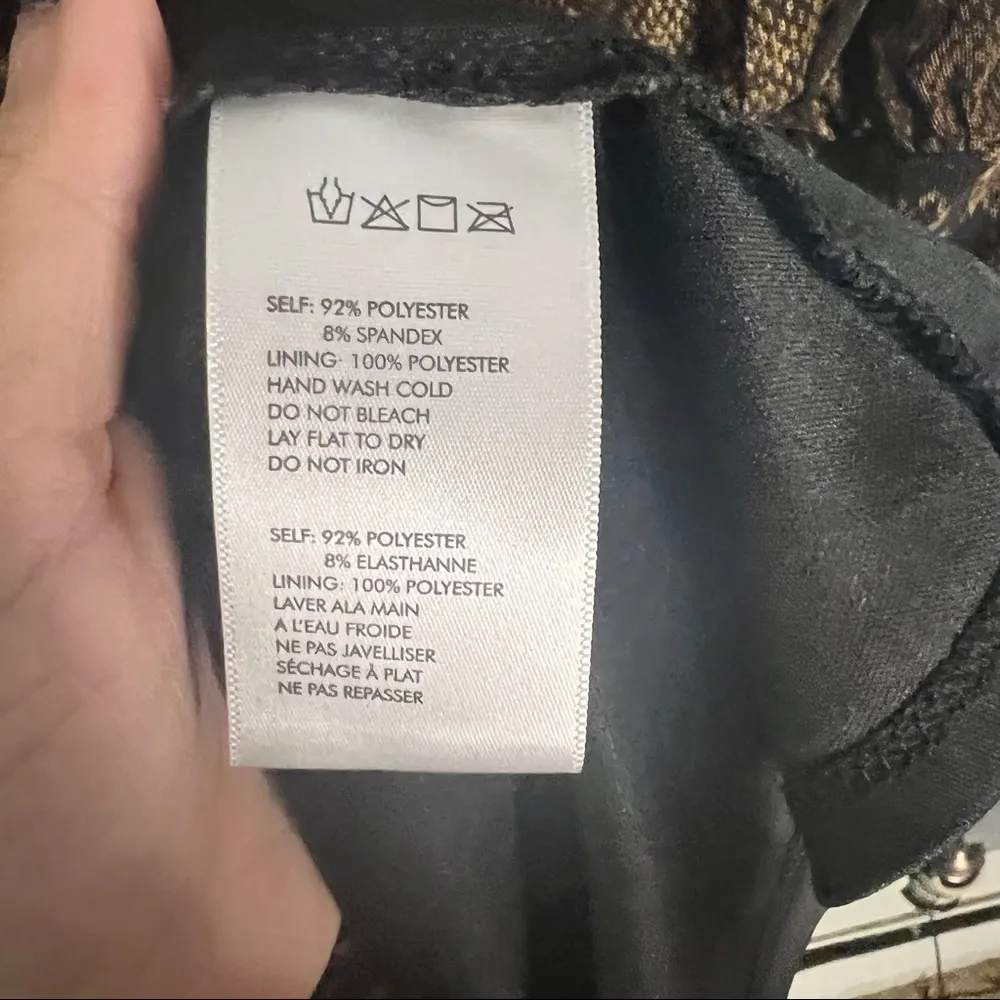 SELF: 92% POLYESTER
8% SPANDEX
LINING: 100% POLYESTER
HAND WASH COLD
DO NOT BLEACH
LAY FLAT TO DRY
DO NOT IRON
SELF: 92% POLYESTER
8% ELASTHANNE
LINING: 100% POLYESTER
LAVER ALA MAIN
A L'EAU FROIDE
NE PAS JAVELLISER
SÉCHAGE À PLAT
NE PAS REPASSER